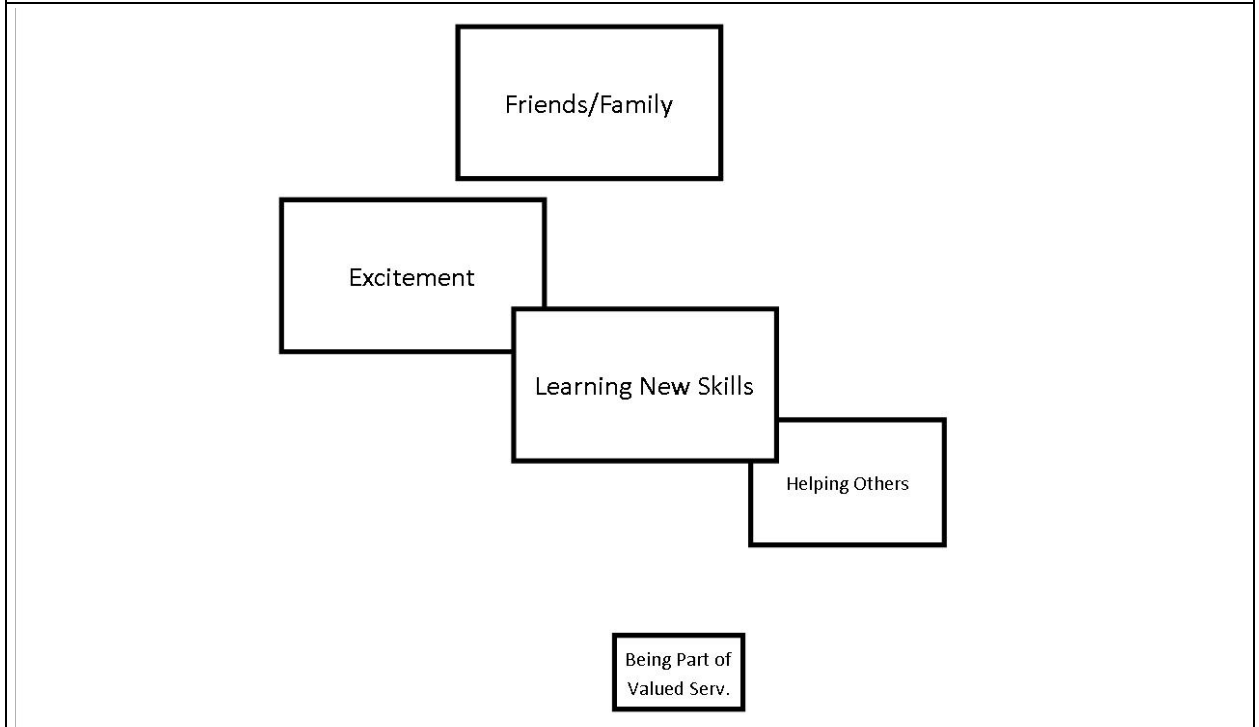 Friends/Family
Excitement
Learning New Skills
Helping Others
Being Part of
Valued Serv.